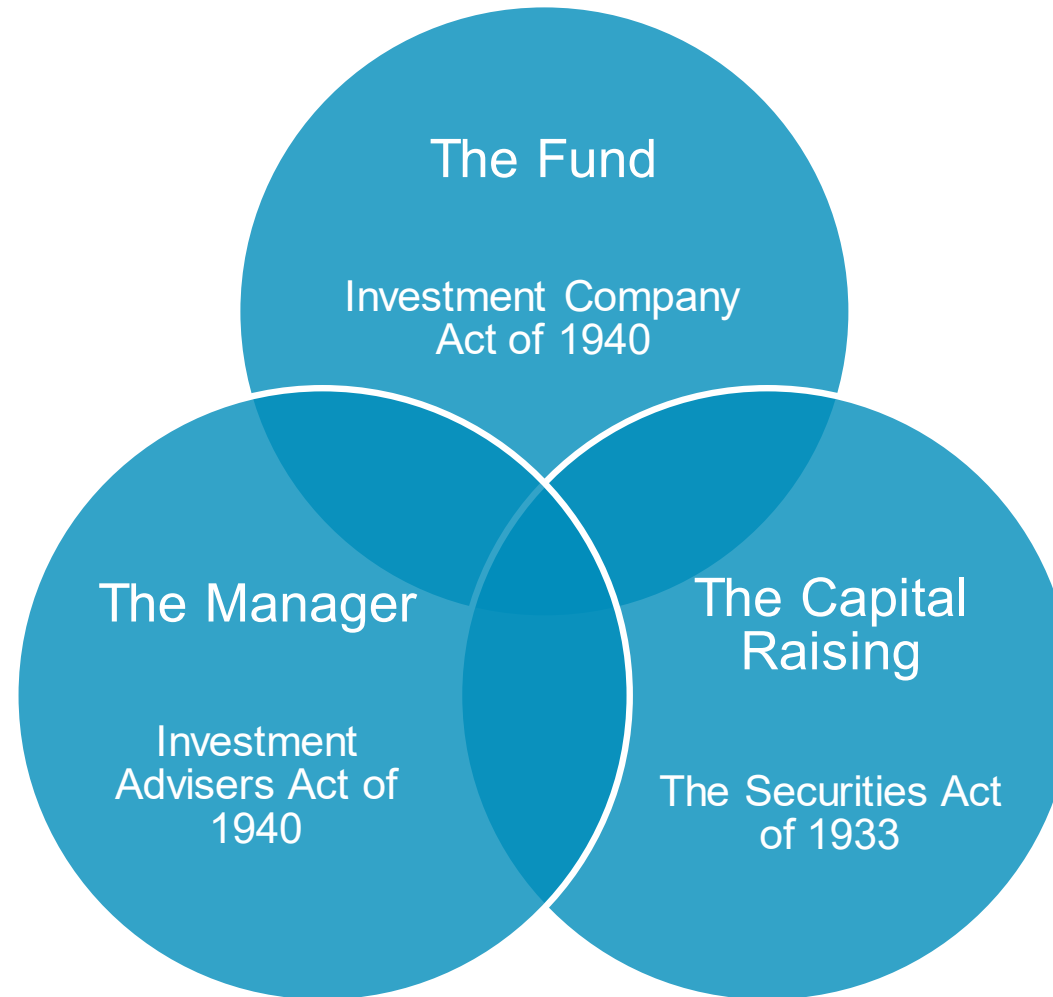 The Fund
Investment Company
Act of 1940
The Manager
Investment
Advisers Act of
1940
The Capital
Raising
The Securities Act
of 1933